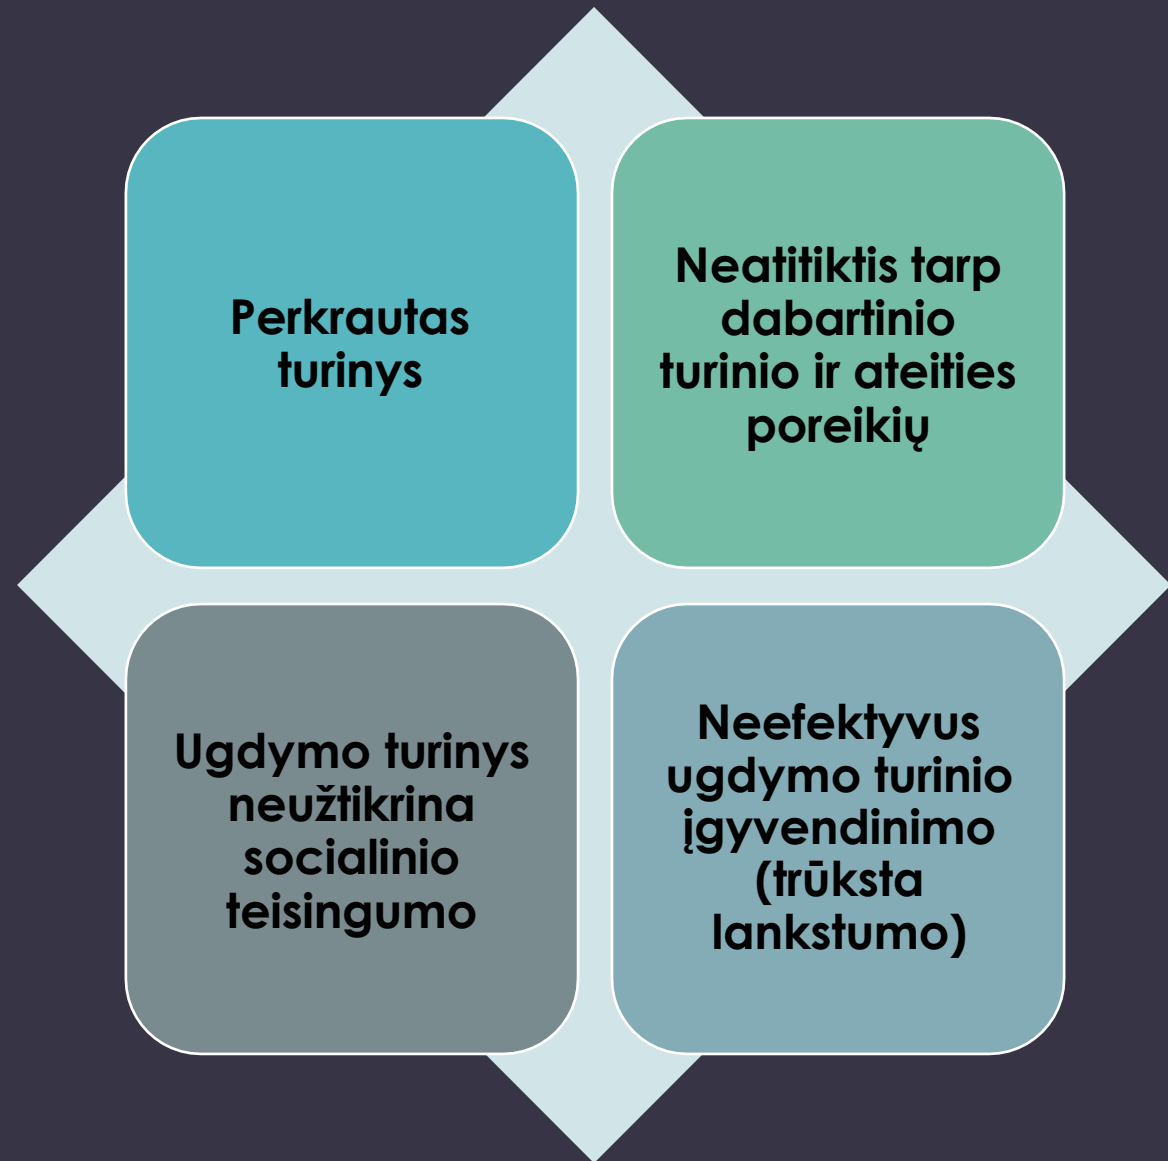 Perkrautas
turinys
Neatitiktis tarp
dabartinio
turinio ir ateities
poreikių
Ugdymo turinys
neužtikrina
socialinio
teisingumo
Neefektyvus
ugdymo turinio
įgyvendinimo
(trūksta
lankstumo)